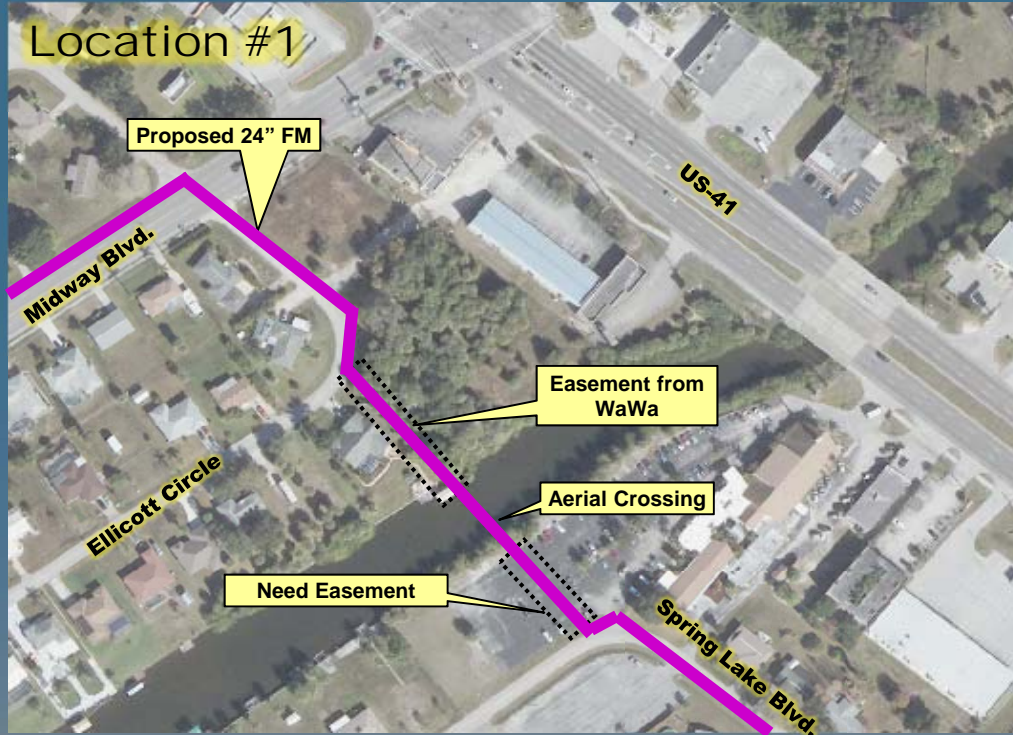 Location #1
Proposed 24” FM
US-41
Midway Blvd.
Easement from
WaWa
Ellicott Circle
Aerial Crossing
Need Easement
Spring Lake Blvd.